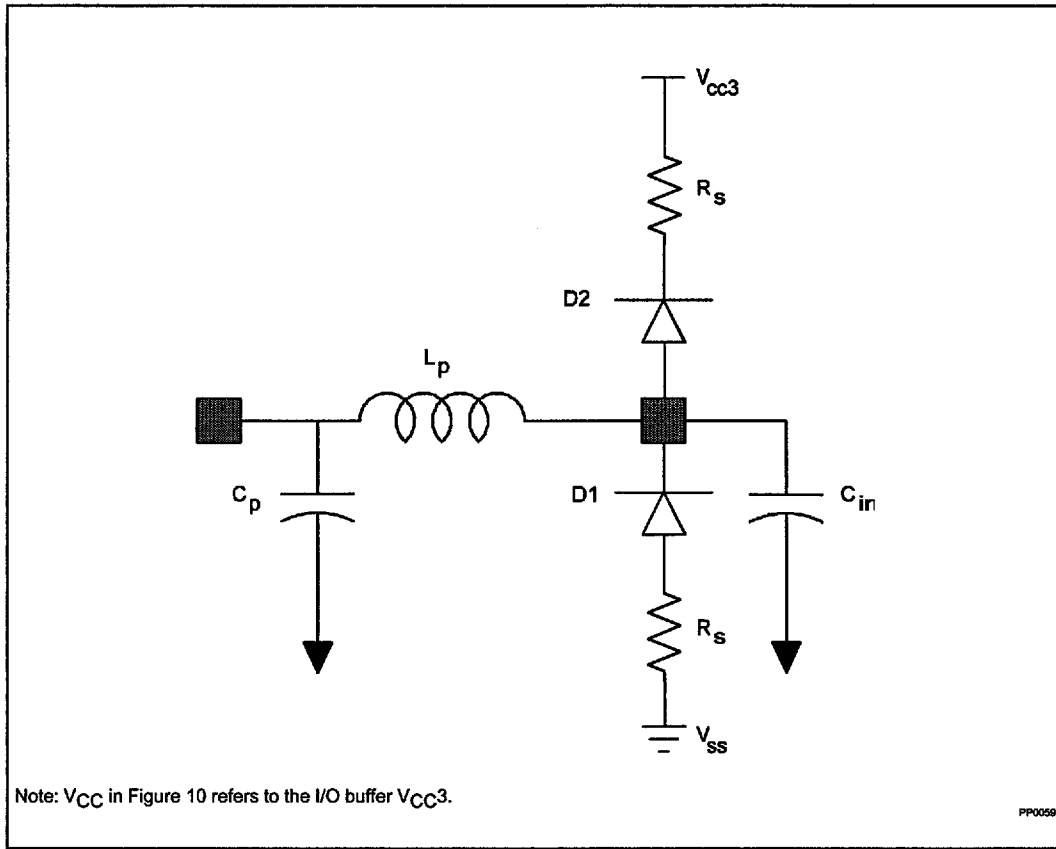 Vcc3
Rs
D2
Lp
Cp
D1
Cin
Rs
Vss
Note: VCC in Figure 10 refers to the I/O buffer VCC3.
PP0059